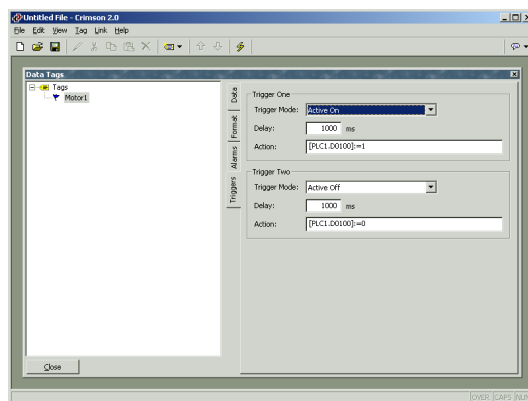 Untitled File - Crimson 2.0
File Edit View Tag Link Help
Data Tags
Tags
Motor1
Data
Format
Alarms
Triggers
Trigger One
Trigger Mode: Active On
Delay: 1000 ms
Action: [PLC1.D0100]:=1
Trigger Two
Trigger Mode: Active Off
Delay: 1000 ms
Action: [PLC1.D0100]:=0
Close
OVER CAPS NUM